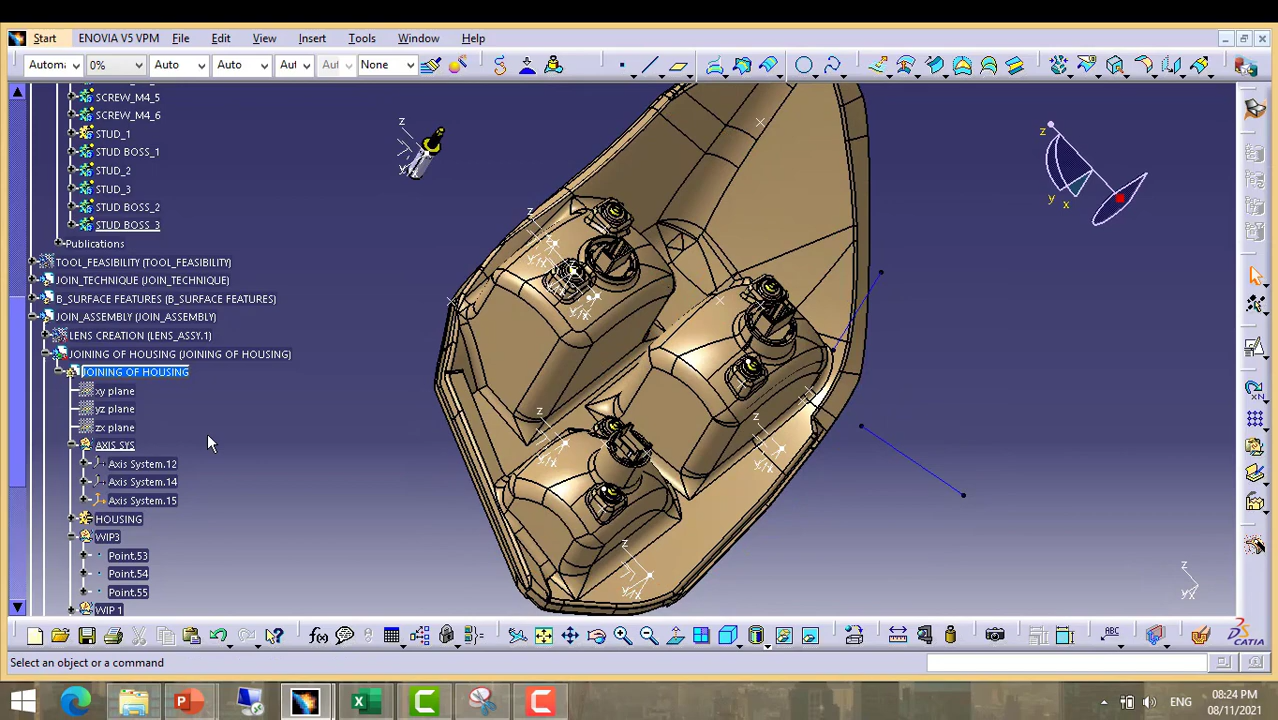 Start ENOVIA V5 VPM File Edit View Insert Tools Window Help
Automa 0% Auto Auto Aut Aut None
SCREW_M4_5
SCREW_M4_6
STUD_1
STUD BOSS_1
STUD_2
STUD_3
STUD BOSS_2
STUD BOSS_3
Publications
TOOL_FEASIBILITY (TOOL_FEASIBILITY)
JOIN_TECHNIQUE (JOIN_TECHNIQUE)
B_SURFACE FEATURES (B_SURFACE FEATURES)
JOIN_ASSEMBLY (JOIN_ASSEMBLY)
LENS CREATION (LENS_ASSY.1)
JOINING OF HOUSING (JOINING OF HOUSING)
JOINING OF HOUSING
xy plane
yz plane
zx plane
AXIS SYS
Axis System.12
Axis System.14
Axis System.15
HOUSING
WIP3
Point.53
Point.54
Point.55
WIP 1
z
y x
z
z
z
z
z
z
y x
f(x)
ABC
CATIA
Select an object or a command
ENG
08:24 PM
08/11/2021